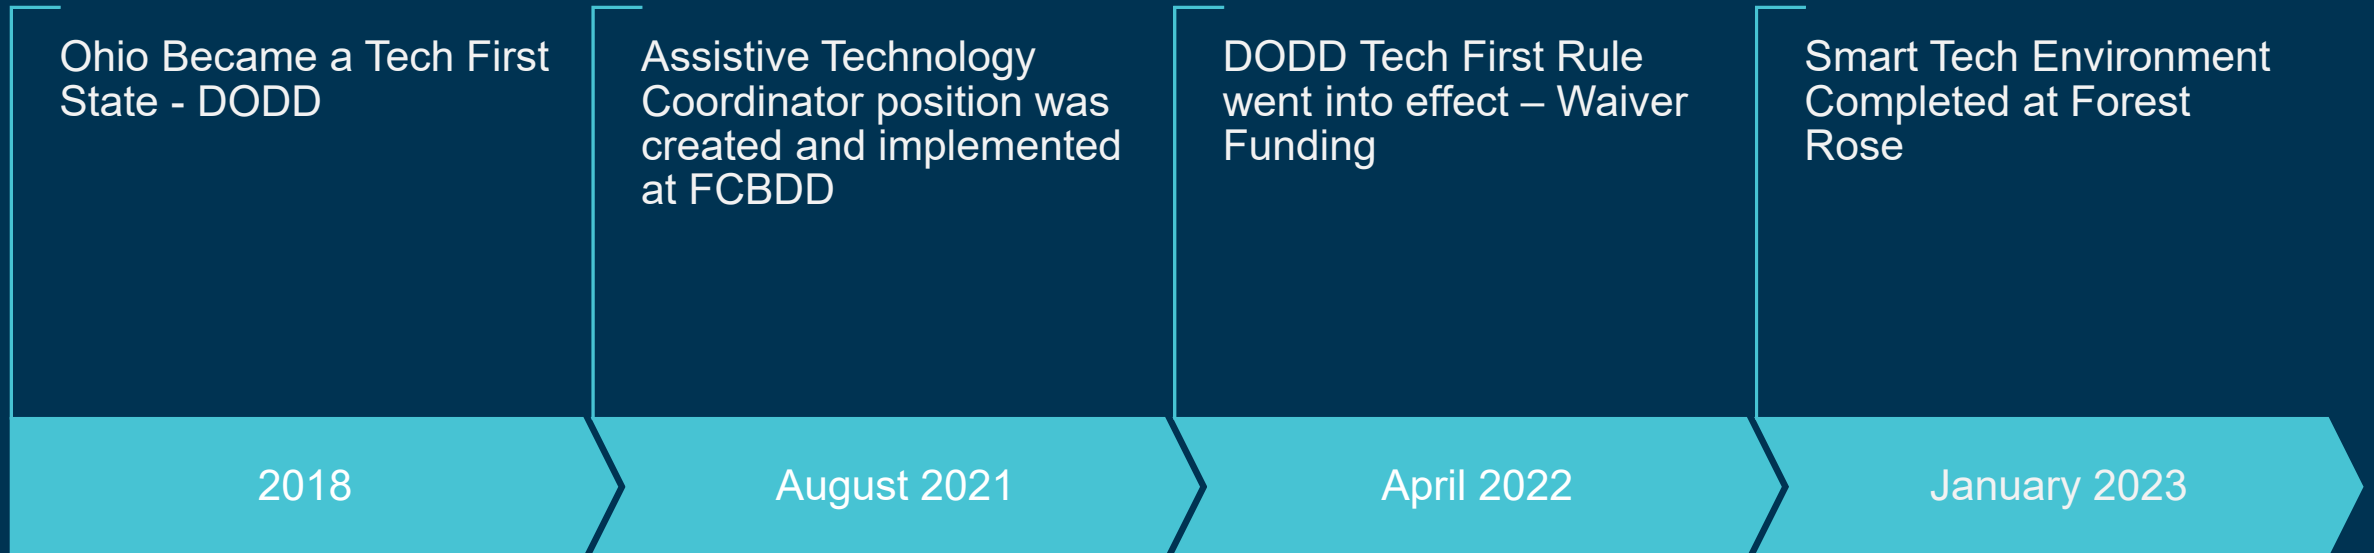 Ohio Became a Tech First
State - DODD
Assistive Technology
Coordinator position was
created and implemented
at FCBDD
DODD Tech First Rule
went into effect – Waiver
Funding
Smart Tech Environment
Completed at Forest
Rose
2018
August 2021
April 2022
January 2023